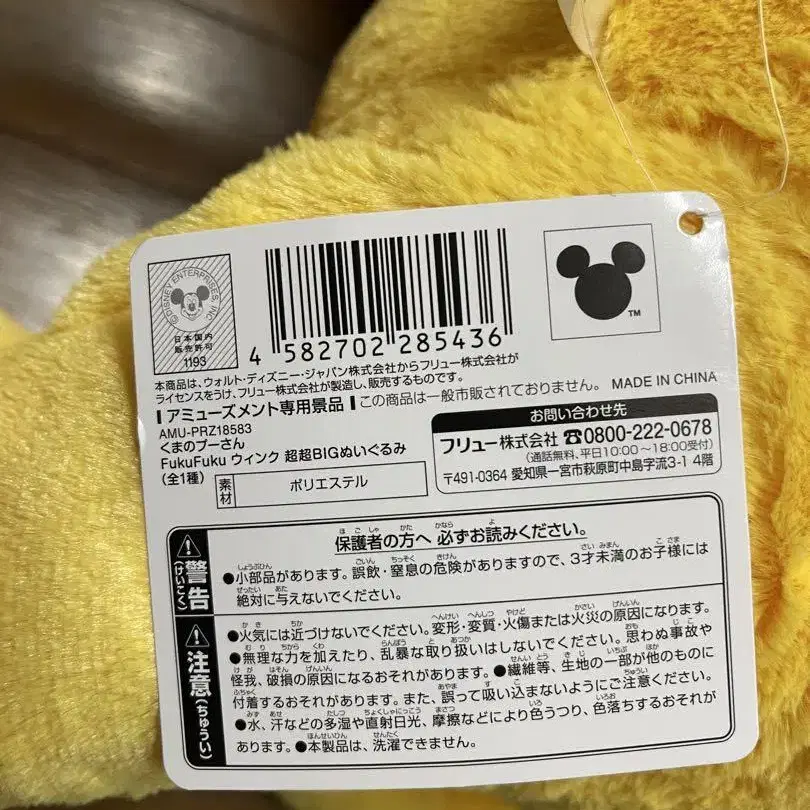 © DISNEY ENTERPRISES, INC.
日本国内
販売許可
1193
4 582702 285436
TM
本商品は、ウォルト・ディズニー・ジャパン株式会社からフリュー株式会社が
ライセンスをうけ、フリュー株式会社が製造し、販売するものです。
アミューズメント専用景品 この商品は一般市販されておりません。 MADE IN CHINA
AMU-PRZ18583
くまのプーさん
FukuFuku ウィンク 超超BIGぬいぐるみ
(全1種)
素材 ポリエステル
お問い合わせ先
フリュー株式会社 ☎0800-222-0678
(通話無料、平日10:00~18:00受付)
〒491-0364 愛知県一宮市萩原町中島字流3-1 4階
保護者の方へ 必ずお読みください。
警告(けいこく)
●小部品があります。誤飲・窒息の危険がありますので、3才未満のお子様には
絶対に与えないでください。
注意(ちゅうい)
●火気には近づけないでください。変形・変質・火傷または火災の原因になります。
●無理な力を加えたり、乱暴な取り扱いはしないでください。思わぬ事故や
怪我、破損の原因になるおそれがあります。●繊維等、生地の一部が他のものに
付着するおそれがあります。また、誤って吸い込まないようにご注意ください。
●水、汗などの多湿や直射日光、摩擦などにより色うつり、色落ちするおそれが
あります。●本製品は、洗濯できません。